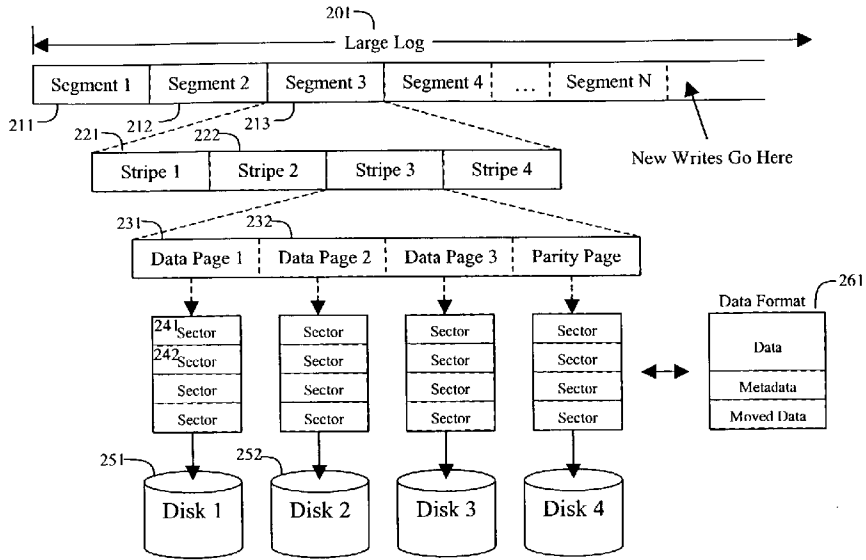 201
Large Log
Segment 1 Segment 2 Segment 3 Segment 4 ... Segment N
211 212 213
New Writes Go Here
221 222
Stripe 1 Stripe 2 Stripe 3 Stripe 4
231 232
Data Page 1 Data Page 2 Data Page 3 Parity Page
261
Data Format
241 Sector Sector Sector Sector
242 Sector Sector Sector Sector
Sector Sector Sector Sector
Sector Sector Sector Sector
Data
Metadata
Moved Data
251 252
Disk 1 Disk 2 Disk 3 Disk 4